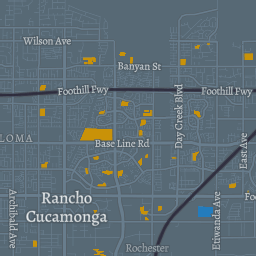 Wilson Ave
Banyan St
Foothill Fwy
Foothill Fwy
Day Creek Blvd
LOMA
Base Line Rd
East Ave
Archibald Ave
Rancho
Cucamonga
Etiwanda Ave
Fo
Rochester